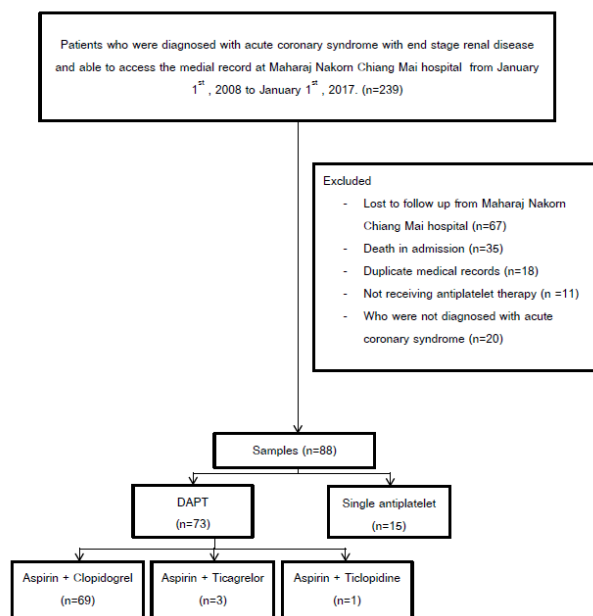 Patients who were diagnosed with acute coronary syndrome with end stage renal disease
and able to access the medial record at Maharaj Nakorn Chiang Mai hospital from January
1st , 2008 to January 1st , 2017. (n=239)
Excluded
- Lost to follow up from Maharaj Nakorn
Chiang Mai hospital (n=67)
- Death in admission (n=35)
- Duplicate medical records (n=18)
- Not receiving antiplatelet therapy (n =11)
- Who were not diagnosed with acute
coronary syndrome (n=20)
Samples (n=88)
DAPT
(n=73)
Single antiplatelet
(n=15)
Aspirin + Clopidogrel
(n=69)
Aspirin + Ticagrelor
(n=3)
Aspirin + Ticlopidine
(n=1)